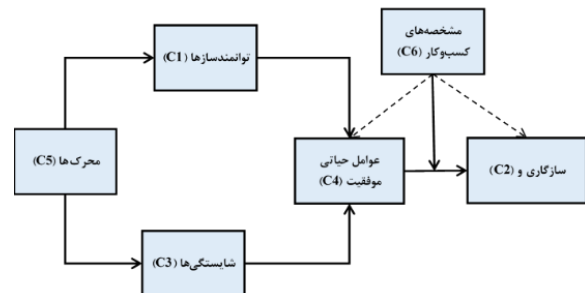 توانمندسازها (C1)
مشخصه‌های
کسب‌وکار (C6)
محرک‌ها
(C5)
عوامل حیاتی
موفقیت (C4)
سازگاری و (C2)
شایستگی‌ها (C3)